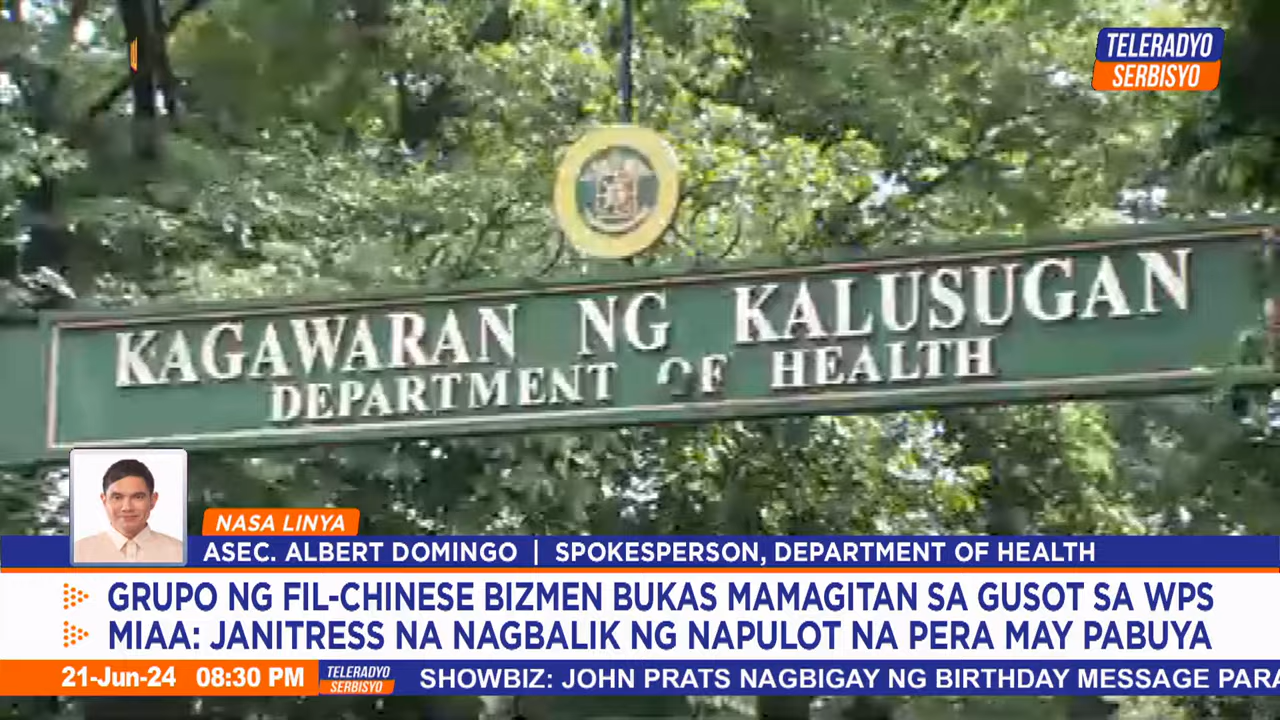 TELERADYO
SERBISYO
KAGAWARAN NG KALUSUGAN
DEPARTMENT OF HEALTH
NASA LINYA
ASEC. ALBERT DOMINGO | SPOKESPERSON, DEPARTMENT OF HEALTH
GRUPO NG FIL-CHINESE BIZMEN BUKAS MAMAGITAN SA GUSOT SA WPS
MIAA: JANITRESS NA NAGBALIK NG NAPULOT NA PERA MAY PABUYA
21-Jun-24 08:30 PM TELERADYO SERBISYO SHOWBIZ: JOHN PRATS NAGBIGAY NG BIRTHDAY MESSAGE PARA